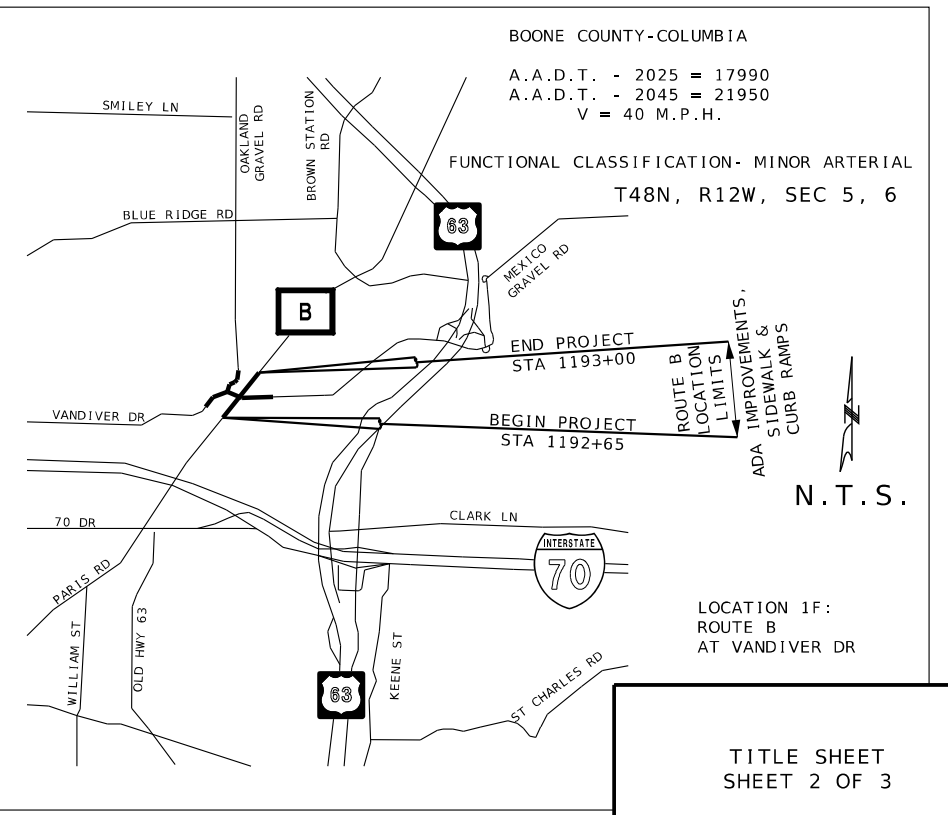 BOONE COUNTY-COLUMBIA
A.A.D.T. - 2025 = 17990
A.A.D.T. - 2045 = 21950
V = 40 M.P.H.
FUNCTIONAL CLASSIFICATION- MINOR ARTERIAL
T48N, R12W, SEC 5, 6
SMILEY LN
OAKLAND
GRAVEL RD
BROWN STATION
RD
BLUE RIDGE RD
63
MEXICO
GRAVEL RD
B
END PROJECT
STA 1193+00
ROUTE B
LOCATION
LIMITS
ADA IMPROVEMENTS,
SIDEWALK &
CURB RAMPS
VANDIVER DR
BEGIN PROJECT
STA 1192+65
N
N.T.S.
70 DR
CLARK LN
INTERSTATE
70
PARIS RD
WILLIAM ST
OLD HWY 63
63
KEENE ST
ST CHARLES RD
LOCATION 1F:
ROUTE B
AT VANDIVER DR
TITLE SHEET
SHEET 2 OF 3